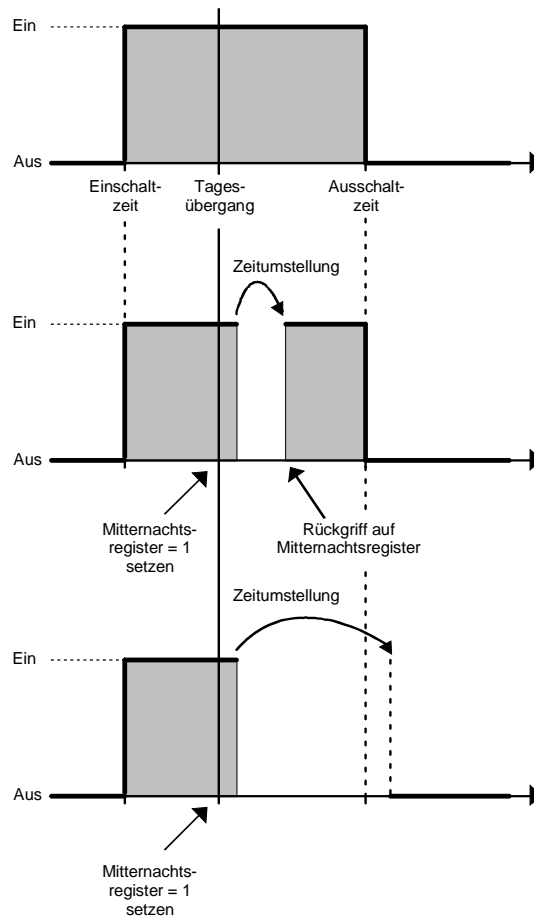 Ein
Aus
Einschalt-
zeit
Tages-
übergang
Ausschalt-
zeit
Zeitumstellung
Ein
Aus
Mitternachts-
register = 1
setzen
Rückgriff auf
Mitternachtsregister
Zeitumstellung
Ein
Aus
Mitternachts-
register = 1
setzen